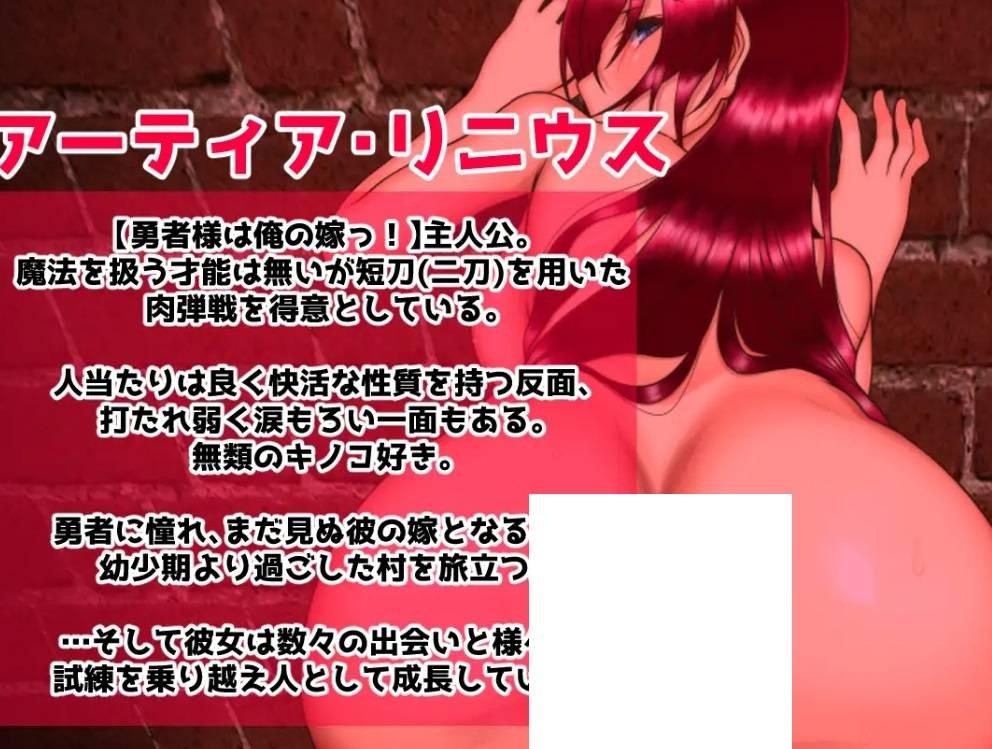 アーティア・リニウス
【勇者様は俺の嫁っ！】主人公。
魔法を扱う才能は無いが短刀(二刀)を用いた
肉弾戦を得意としている。
人当たりは良く快活な性質を持つ反面、
打たれ弱く涙もろい一面もある。
無類のキノコ好き。
勇者に憧れ、まだ見ぬ彼の嫁となる
幼少期より過ごした村を旅立つ
…そして彼女は数々の出会いと様
試練を乗り越え人として成長して